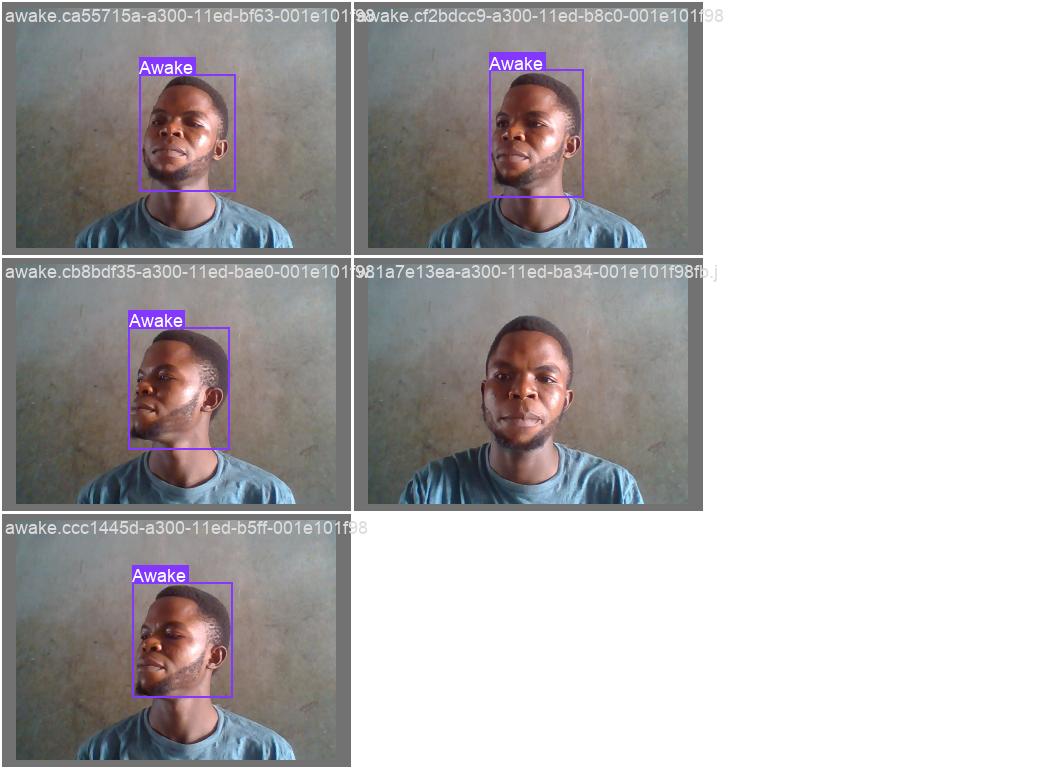 awake.ca55715a-a300-11ed-bf63-001e101f98
awake.cf2bdcc9-a300-11ed-b8c0-001e101f98
Awake
Awake
awake.cb8bdf35-a300-11ed-bae0-001e101f98
81a7e13ea-a300-11ed-ba34-001e101f98fb.j
Awake
awake.ccc1445d-a300-11ed-b5ff-001e101f98
Awake